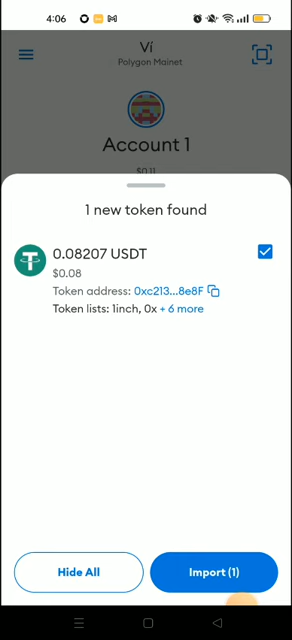 4:06
Ví
Polygon Mainet
Account 1
$0.11
1 new token found
0.08207 USDT
$0.08
Token address: 0xc213...8e8F
Token lists: 1inch, 0x + 6 more
Hide All
Import (1)